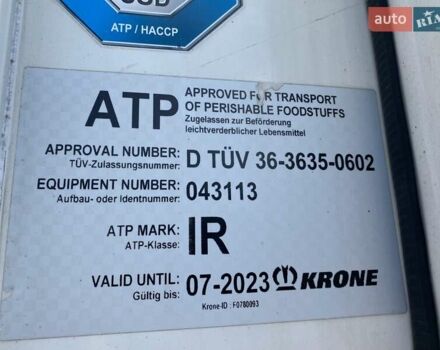 auto RIA
ATP / HACCP
ATP APPROVED FOR TRANSPORT
OF PERISHABLE FOODSTUFFS
Zugelassen zur Beförderung
leichtverderblicher Lebensmittel
APPROVAL NUMBER: D TÜV 36-3635-0602
TÜV-Zulassungsnummer:
EQUIPMENT NUMBER: 043113
Aufbau- oder Identnummer:
ATP MARK: IR
ATP-Klasse:
VALID UNTIL: 07-2023 KRONE
Gültig bis:
Krone-ID : F0780093